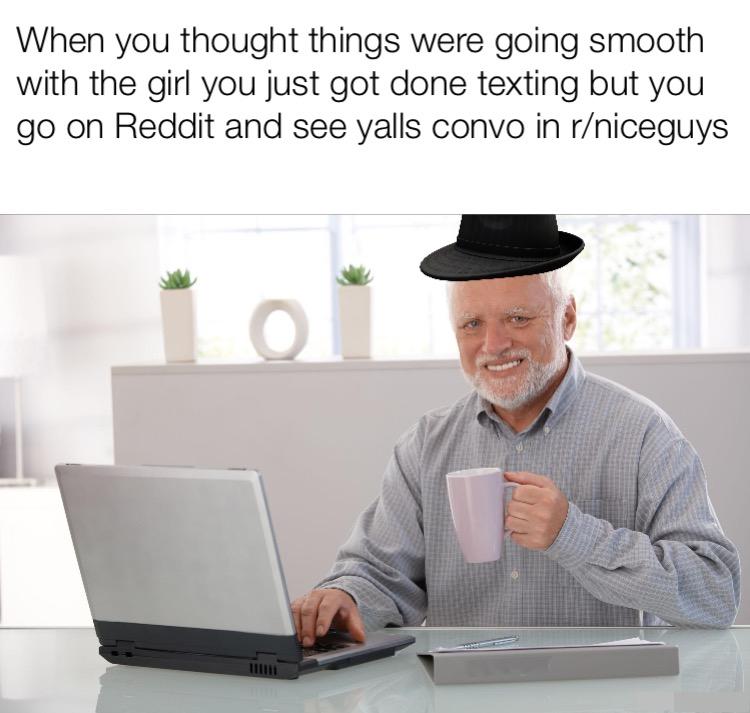 When you thought things were going smooth
with the girl you just got done texting but you
go on Reddit and see yalls convo in r/niceguys